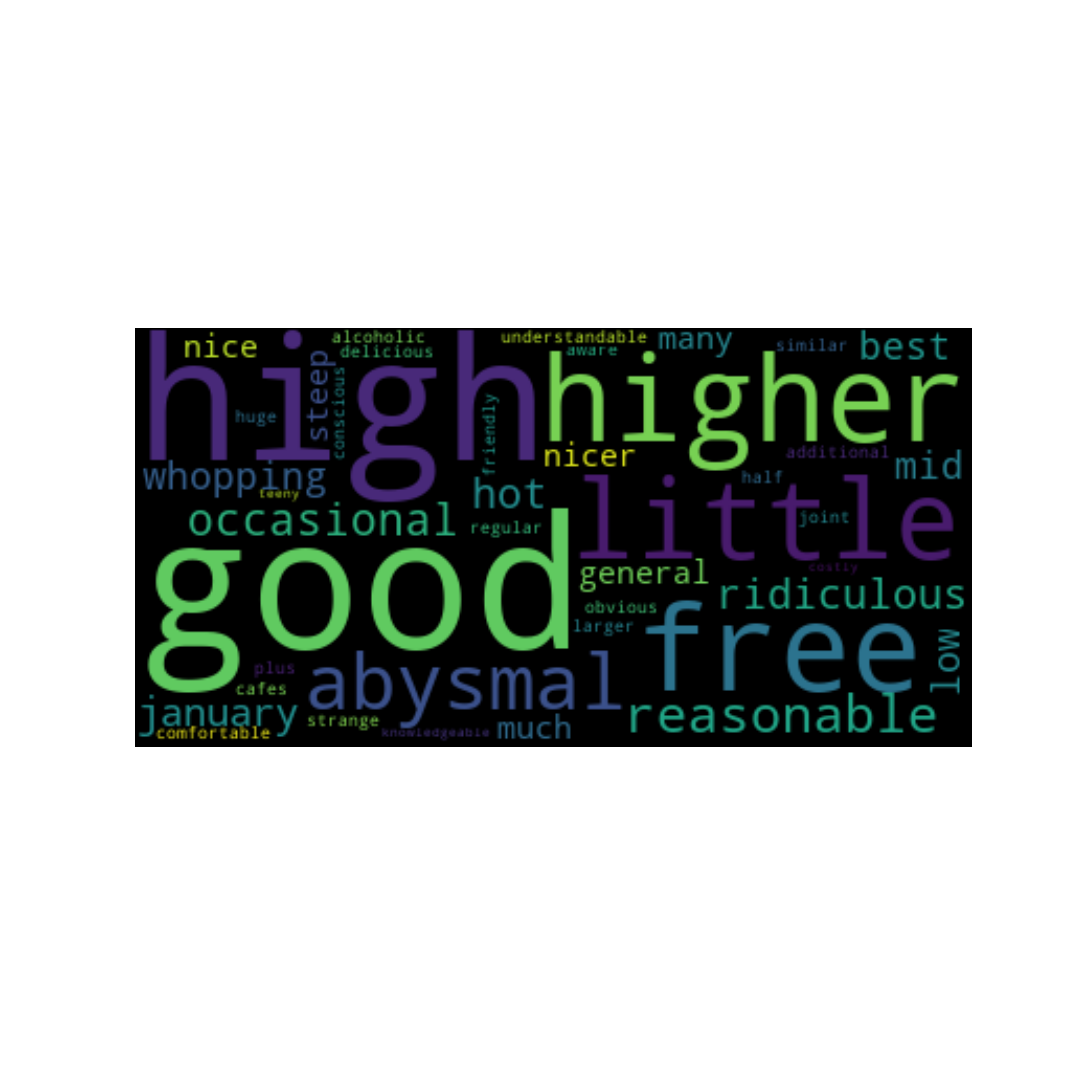 nice
alcoholic
understandable
many
similar
best
delicious
aware
high
higher
steep
conscious
huge
friendly
nicer
additional
mid
whopping
half
teeny
hot
little
occasional
regular
joint
good
costly
general
ridiculous
obvious
larger
free
low
plus
abysmal
cafes
january
strange
reasonable
comfortable
knowledgeable
much